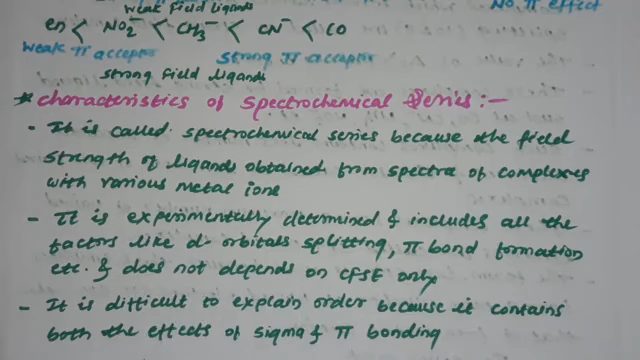 weak field ligands
No π effect
en < NO2⁻ < CH3⁻ < CN⁻ < CO
weak π acceptor strong π acceptor
strong field ligands
* characteristics of spectrochemical series:-
- It is called spectrochemical series because the field
strength of ligands obtained from spectra of complexes
with various metal ions
- It is experimentally determined & includes all the
factors like d- orbitals splitting, π bond formation
etc. & does not depends on CFSE only
- It is difficult to explain order because it contains
both the effects of sigma & π bonding